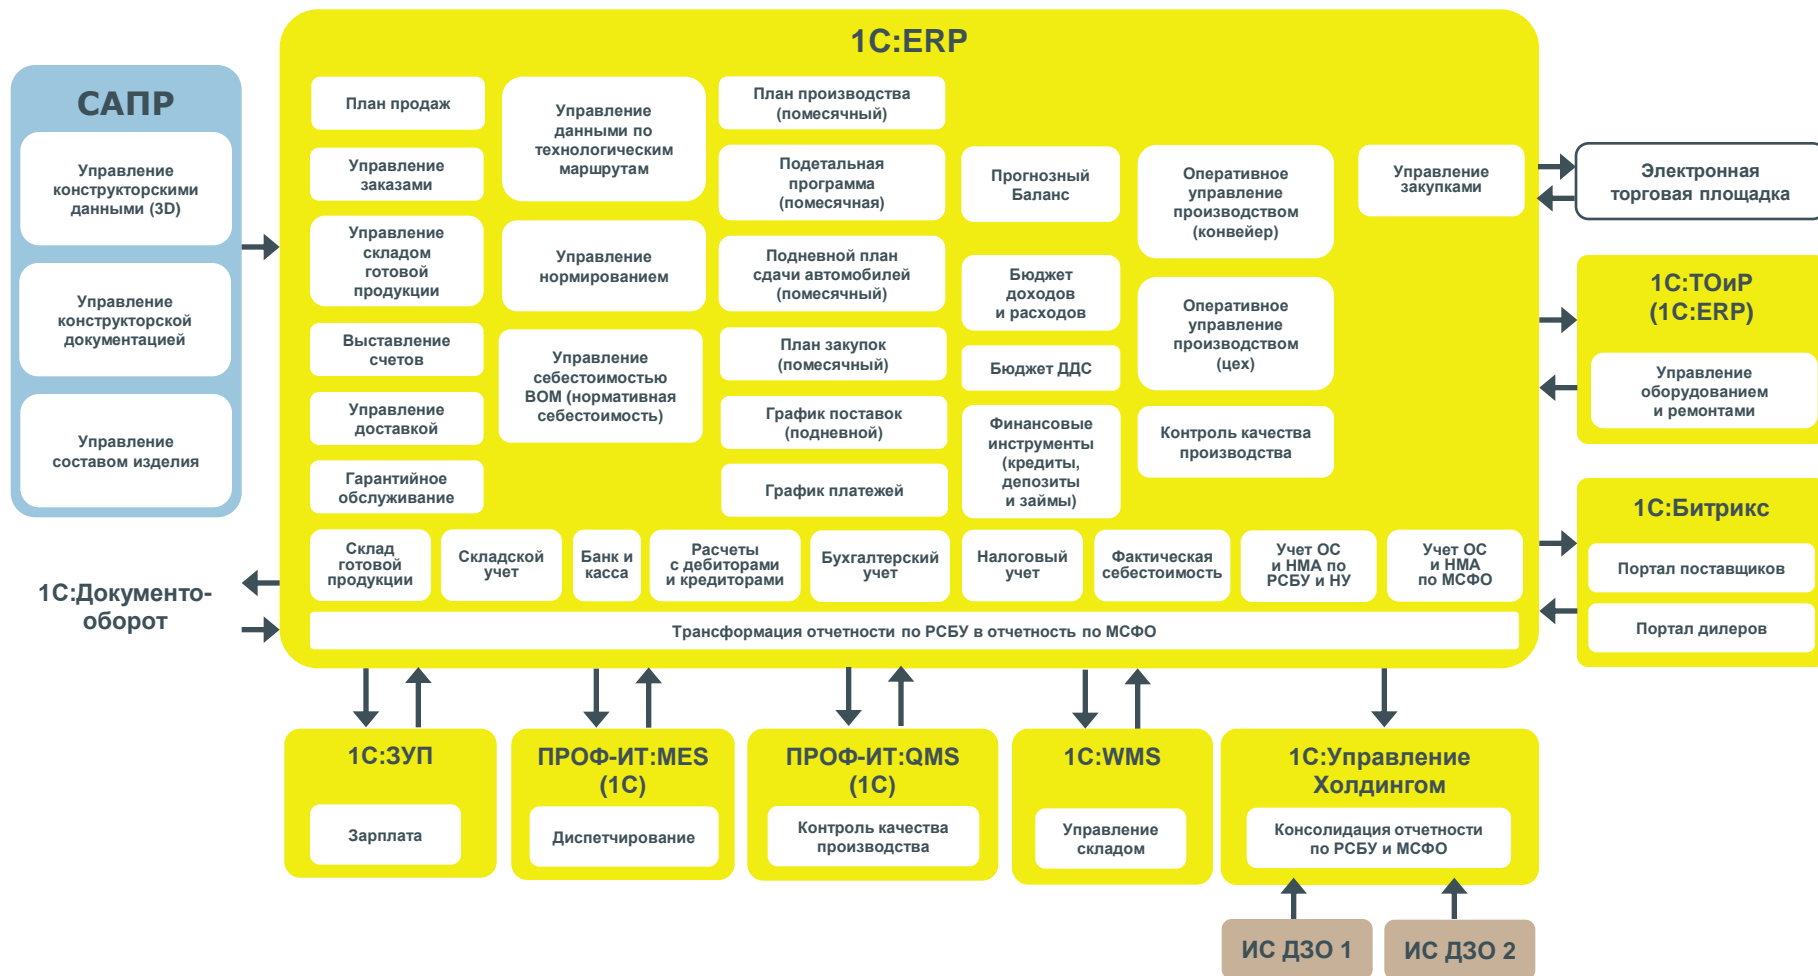 1С:ERP
САПР
Управление
конструкторскими
данными (3D)
Управление
конструкторской
документацией
Управление
составом изделия
План продаж
Управление
заказами
Управление
складом
готовой
продукции
Выставление
счетов
Управление
доставкой
Гарантийное
обслуживание
Управление
данными по
технологическим
маршрутам
Управление
нормированием
Управление
себестоимостью
BOM (нормативная
себестоимость)
План производства
(помесячный)
Подетальная
программа
(помесячная)
Подневной план
сдачи автомобилей
(помесячный)
План закупок
(помесячный)
График поставок
(подневной)
График платежей
Прогнозный
Баланс
Бюджет
доходов
и расходов
Бюджет ДДС
Финансовые
инструменты
(кредиты,
депозиты
и займы)
Оперативное
управление
производством
(конвейер)
Оперативное
управление
производством
(цех)
Контроль качества
производства
Управление
закупками
Склад
готовой
продукции
Складской
учет
Банк и
касса
Расчеты
с дебиторами
и кредиторами
Бухгалтерский
учет
Налоговый
учет
Фактическая
себестоимость
Учет ОС
и НМА по
РСБУ и НУ
Учет ОС
и НМА
по МСФО
Трансформация отчетности по РСБУ в отчетность по МСФО
Электронная
торговая площадка
1С:ТОиР
(1С:ERP)
Управление
оборудованием
и ремонтами
1С:Битрикс
Портал поставщиков
Портал дилеров
1С:Документо-
оборот
1С:ЗУП
Зарплата
ПРОФ-ИТ:MES
(1С)
Диспетчирование
ПРОФ-ИТ:QMS
(1С)
Контроль качества
производства
1С:WMS
Управление
складом
1С:Управление
Холдингом
Консолидация отчетности
по РСБУ и МСФО
ИС ДЗО 1
ИС ДЗО 2